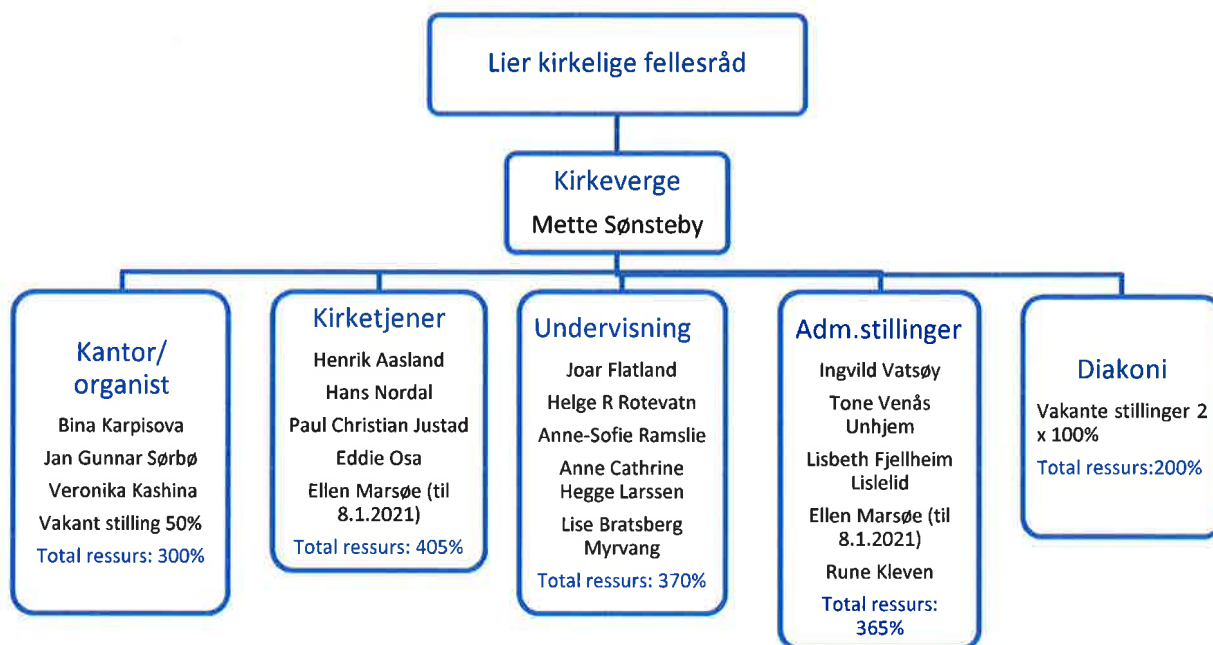 Lier kirkelige fellesråd
Kirkeverge
Mette Sønsteby
Kantor/
organist
Bina Karpisova
Jan Gunnar Sørbø
Veronika Kashina
Vakant stilling 50%
Total ressurs: 300%
Kirketjener
Henrik Aasland
Hans Nordal
Paul Christian Justad
Eddie Osa
Ellen Marsøe (til
8.1.2021)
Total ressurs: 405%
Undervisning
Joar Flatland
Helge R Rotevatn
Anne-Sofie Ramslie
Anne Cathrine
Hegge Larssen
Lise Bratsberg
Myrvang
Total ressurs: 370%
Adm.stillinger
Ingvild Vatsøy
Tone Venås
Unhjem
Lisbeth Fjellheim
Lislelid
Ellen Marsøe (til
8.1.2021)
Rune Kleven
Total ressurs:
365%
Diakoni
Vakante stillinger 2
x 100%
Total ressurs:200%